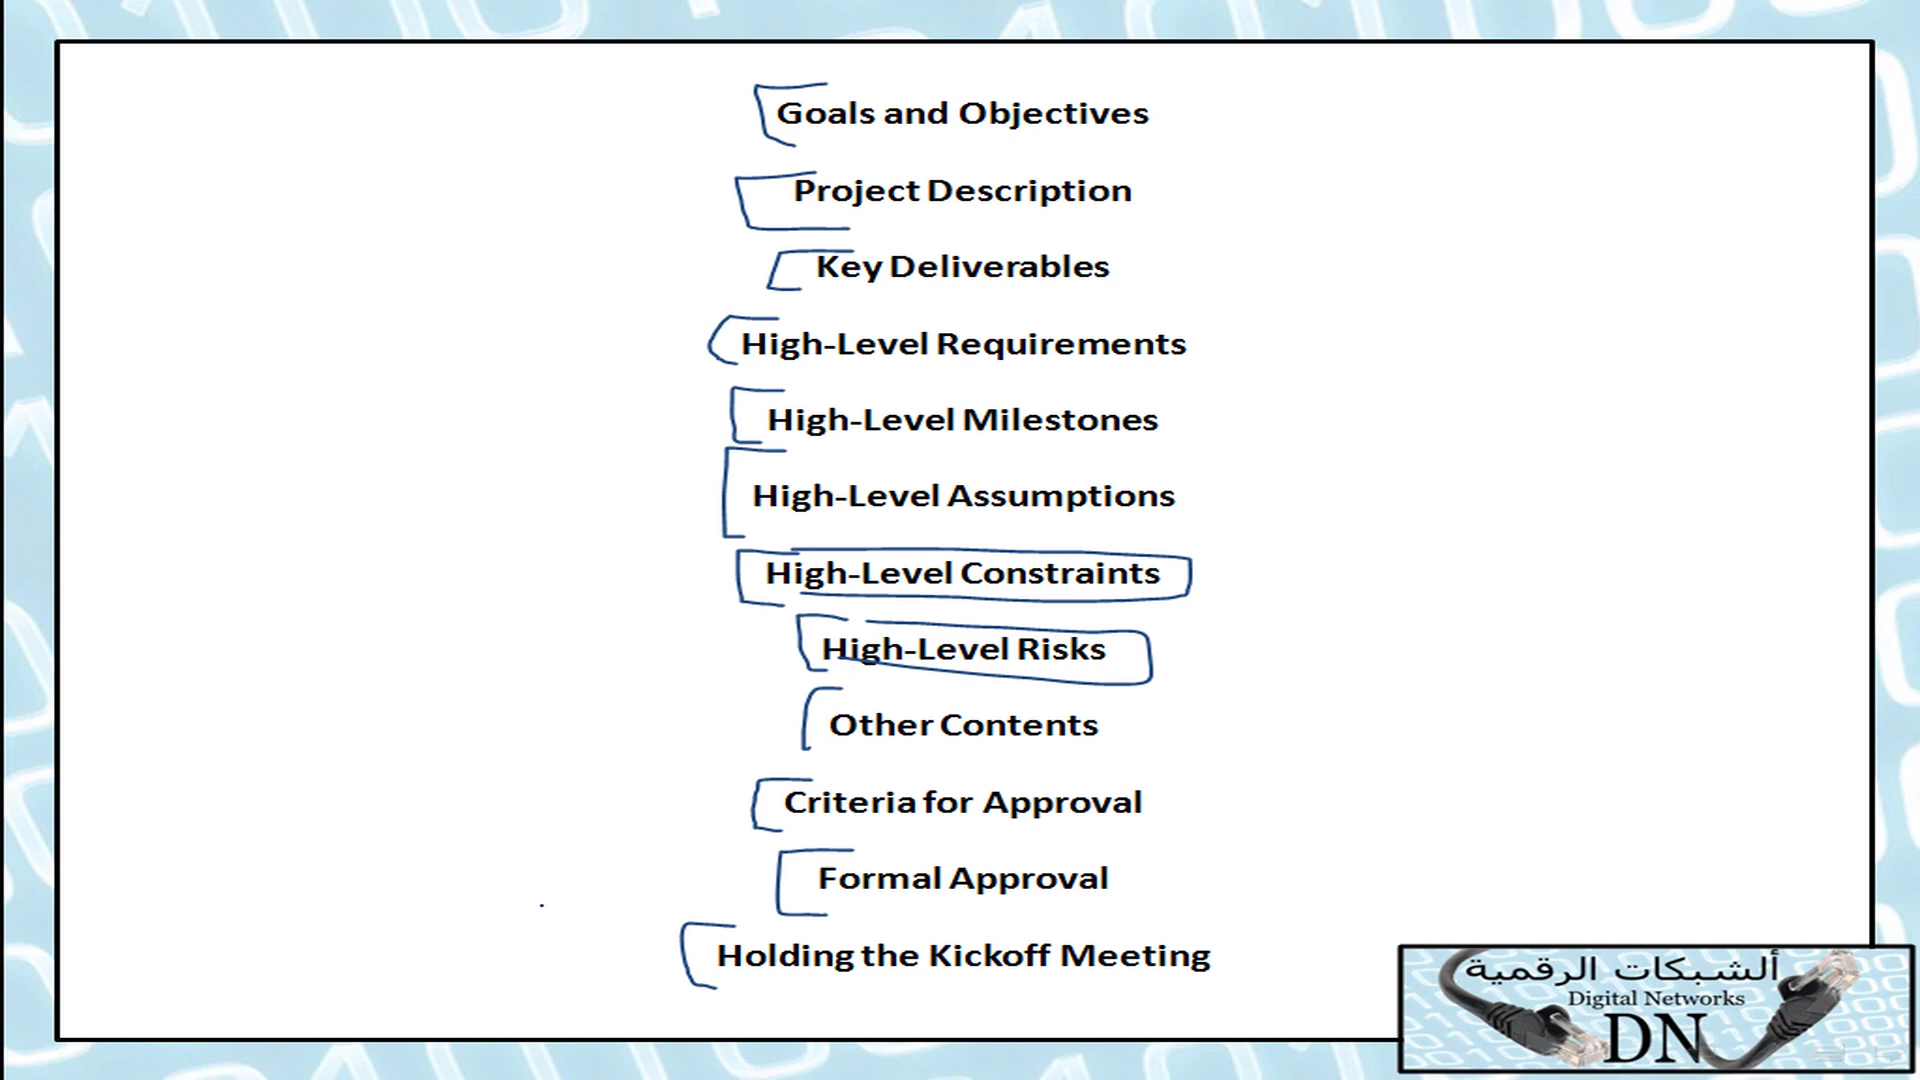 Goals and Objectives
Project Description
Key Deliverables
High-Level Requirements
High-Level Milestones
High-Level Assumptions
High-Level Constraints
High-Level Risks
Other Contents
Criteria for Approval
Formal Approval
Holding the Kickoff Meeting
ألشبكات الرقمية
Digital Networks
DN